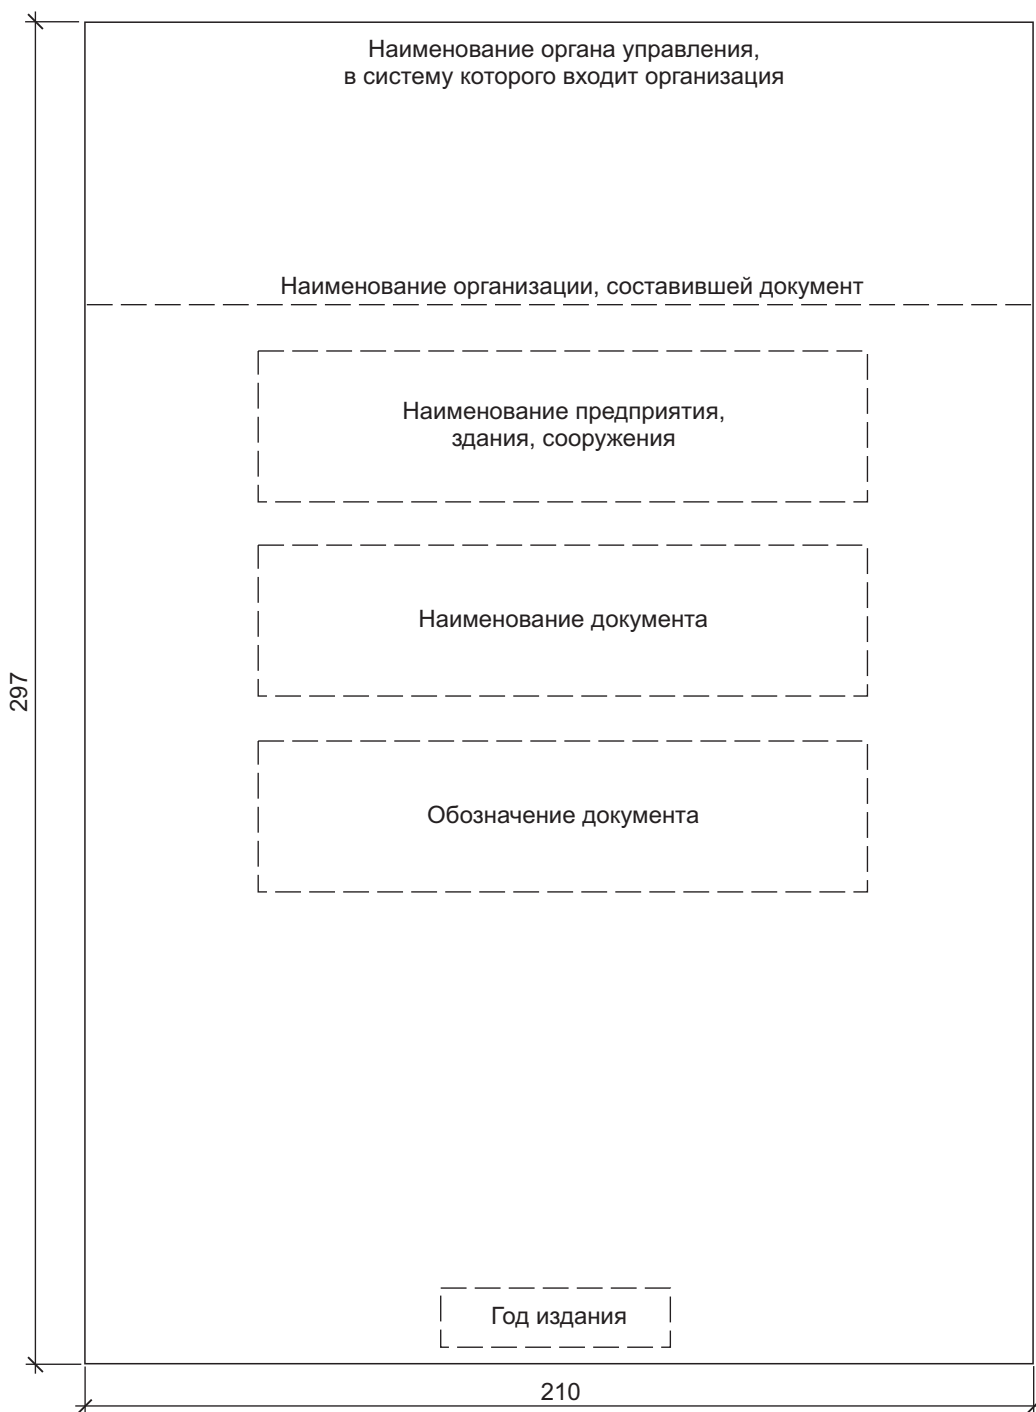 Наименование органа управления,
в систему которого входит организация
Наименование организации, составившей документ
Наименование предприятия,
здания, сооружения
Наименование документа
297
Обозначение документа
Год издания
210